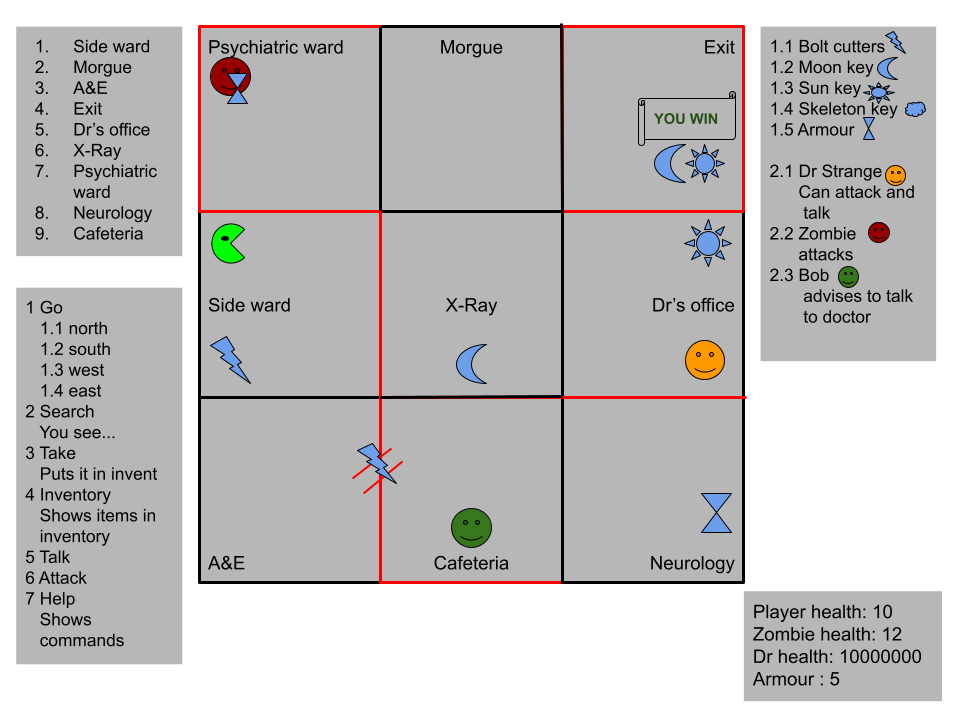 1. Side ward
2. Morgue
3. A&E
4. Exit
5. Dr's office
6. X-Ray
7. Psychiatric
ward
8. Neurology
9. Cafeteria
1 Go
1.1 north
1.2 south
1.3 west
1.4 east
2 Search
You see...
3 Take
Puts it in invent
4 Inventory
Shows items in
inventory
5 Talk
6 Attack
7 Help
Shows
commands
Psychiatric ward
Morgue
Exit
YOU WIN
Side ward
X-Ray
Dr's office
A&E
Cafeteria
Neurology
1.1 Bolt cutters
1.2 Moon key
1.3 Sun key
1.4 Skeleton key
1.5 Armour
2.1 Dr Strange
Can attack and
talk
2.2 Zombie
attacks
2.3 Bob
advises to talk
to doctor
Player health: 10
Zombie health: 12
Dr health: 10000000
Armour : 5